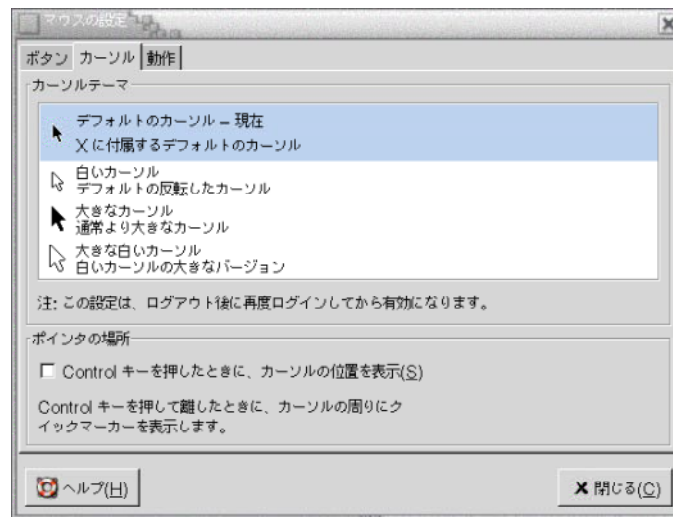 マウスの設定
ボタン カーソル 動作
カーソルテーマ
デフォルトのカーソル – 現在
X に付属するデフォルトのカーソル
白いカーソル
デフォルトの反転したカーソル
大きなカーソル
通常より大きなカーソル
大きな白いカーソル
白いカーソルの大きなバージョン
注: この設定は、ログアウト後に再度ログインしてから有効になります。
ポインタの場所
Control キーを押したときに、カーソルの位置を表示(S)
Control キーを押して離したときに、カーソルの周りにク
イックマーカーを表示します。
ヘルプ(H)
閉じる(C)